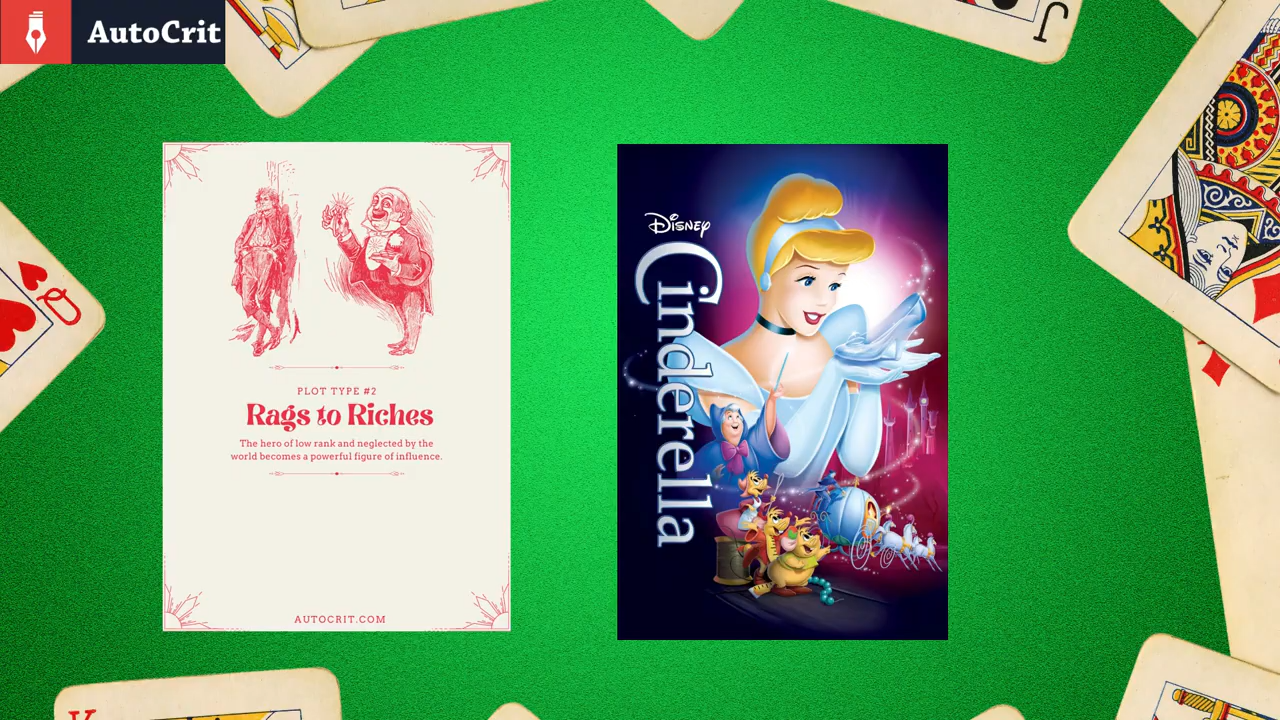 AutoCrit
J
Q
PLOT TYPE #2
Rags to Riches
The hero of low rank and neglected by the
world becomes a powerful figure of influence.
AUTOCRIT.COM
DISNEY
Cinderella
K